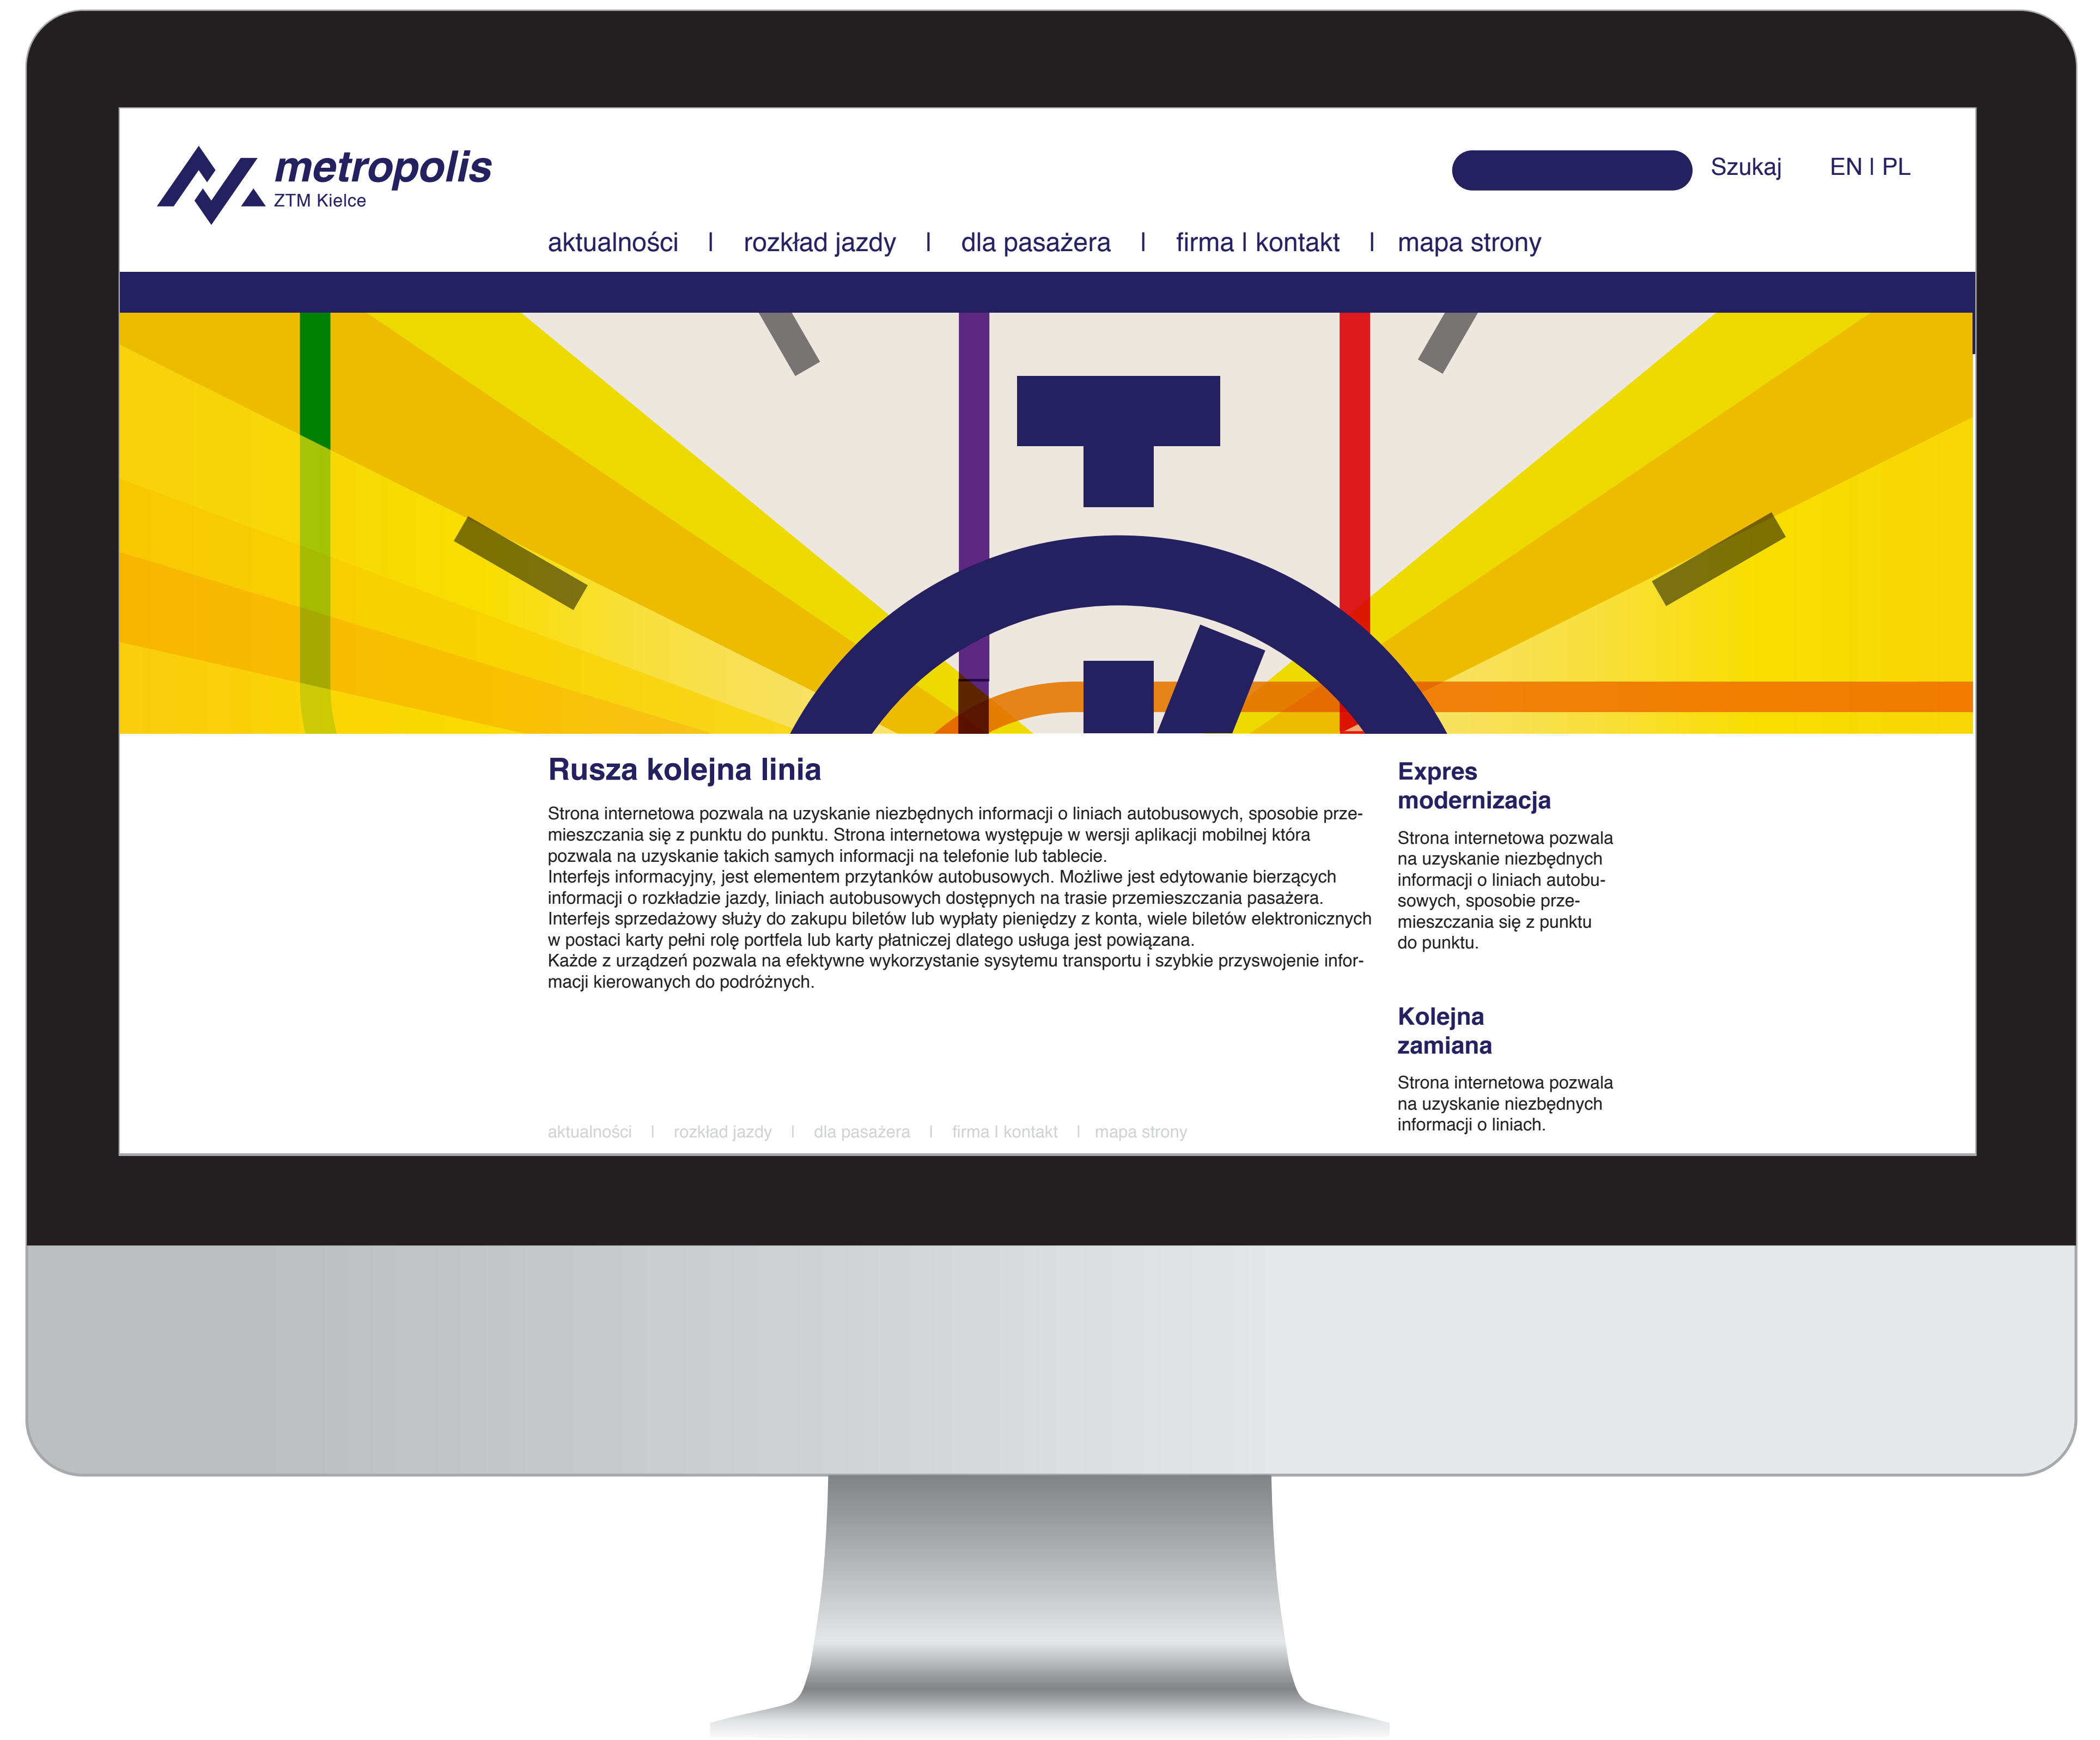 metropolis
ZTM Kielce
Szukaj
EN | PL
aktualności | rozkład jazdy | dla pasażera | firma | kontakt | mapa strony
Rusza kolejna linia
Strona internetowa pozwala na uzyskanie niezbędnych informacji o liniach autobusowych, sposobie prze-
mieszczania się z punktu do punktu. Strona internetowa występuje w wersji aplikacji mobilnej która
pozwala na uzyskanie takich samych informacji na telefonie lub tablecie.
Interfejs informacyjny, jest elementem przytanków autobusowych. Możliwe jest edytowanie bierzących
informacji o rozkładzie jazdy, liniach autobusowych dostępnych na trasie przemieszczania pasażera.
Interfejs sprzedażowy służy do zakupu biletów lub wypłaty pieniędzy z konta, wiele biletów elektronicznych
w postaci karty pełni rolę portfela lub karty płatniczej dlatego usługa jest powiązana.
Każde z urządzeń pozwala na efektywne wykorzystanie sysytemu transportu i szybkie przyswojenie infor-
macji kierowanych do podróżnych.
Expres
modernizacja
Strona internetowa pozwala
na uzyskanie niezbędnych
informacji o liniach autobu-
sowych, sposobie prze-
mieszczania się z punktu
do punktu.
Kolejna
zamiana
Strona internetowa pozwala
na uzyskanie niezbędnych
informacji o liniach.
aktualności | rozkład jazdy | dla pasażera | firma | kontakt | mapa strony